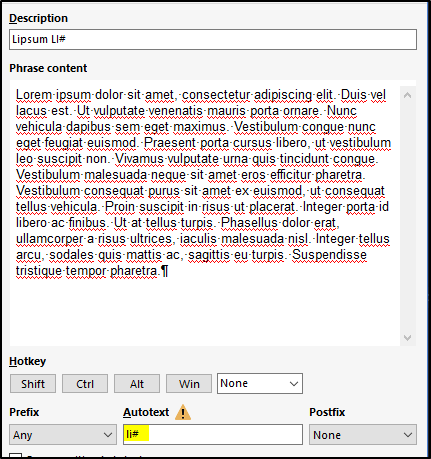 Description
Lipsum LI#
Phrase content
Lorem·ipsum·dolor·sit·amet,·consectetur·adipiscing·elit.·Duis·vel·
lacus·est.·Ut·vulputate·venenatis·mauris·porta·ornare.·Nunc·
vehicula·dapibus·sem·eget·maximus.·Vestibulum·congue·nunc·
eget·feugiat·euismod.·Praesent·porta·cursus·libero,·ut·vestibulum·
leo·suscipit·non.·Vivamus·vulputate·urna·quis·tincidunt·congue.·
Vestibulum·malesuada·neque·sit·amet·eros·efficitur·pharetra.·
Vestibulum·consequat·purus·sit·amet·ex·euismod,·ut·consequat·
tellus·vehicula.·Proin·suscipit·in·risus·ut·placerat.·Integer·porta·id·
libero·ac·finibus.·Ut·at·tellus·turpis.·Phasellus·dolor·erat,·
ullamcorper·a·risus·ultrices,·iaculis·malesuada·nisl.·Integer·tellus·
arcu,·sodales·quis·mattis·ac,·sagittis·eu·turpis.·Suspendisse·
tristique·tempor·pharetra.¶
Hotkey
Shift Ctrl Alt Win None
Prefix Autotext Postfix
Any li# None